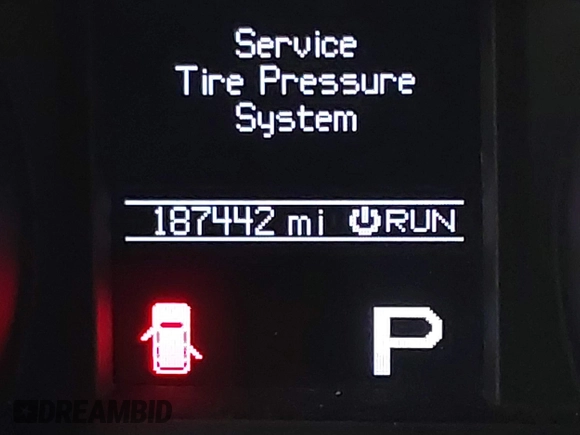 Service
Tire Pressure
System
187442 mi RUN
P
DREAMBID